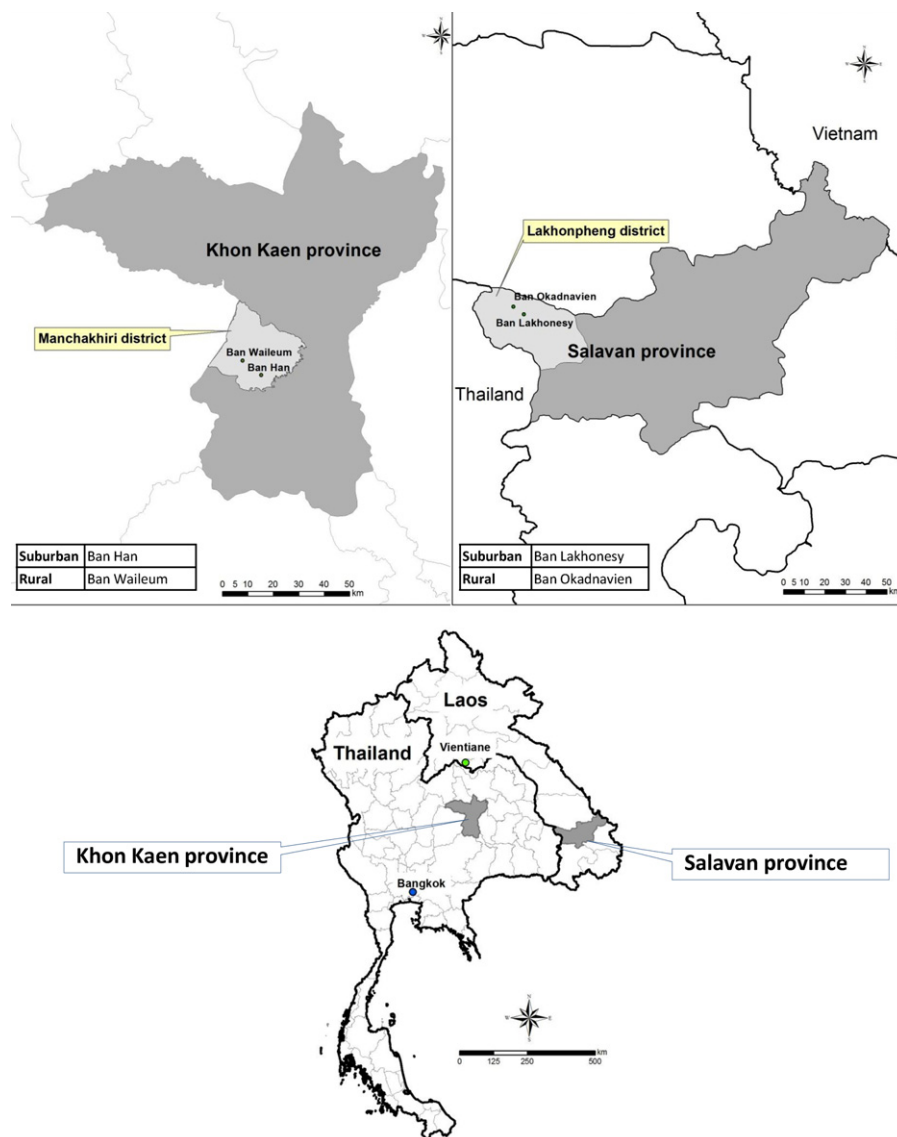 Khon Kaen province
Manchakhiri district
Ban Waileum
Ban Han
Suburban Ban Han
Rural Ban Waileum
0 5 10 20 30 40 50
km
Vietnam
Lakhonpheng district
Ban Okadnavien
Ban Lakhonesy
Salavan province
Thailand
Suburban Ban Lakhonesy
Rural Ban Okadnavien
0 5 10 20 30 40 50
km
Laos
Thailand
Vientiane
Khon Kaen province
Salavan province
Bangkok
N
W E
S
0 125 250 500
km